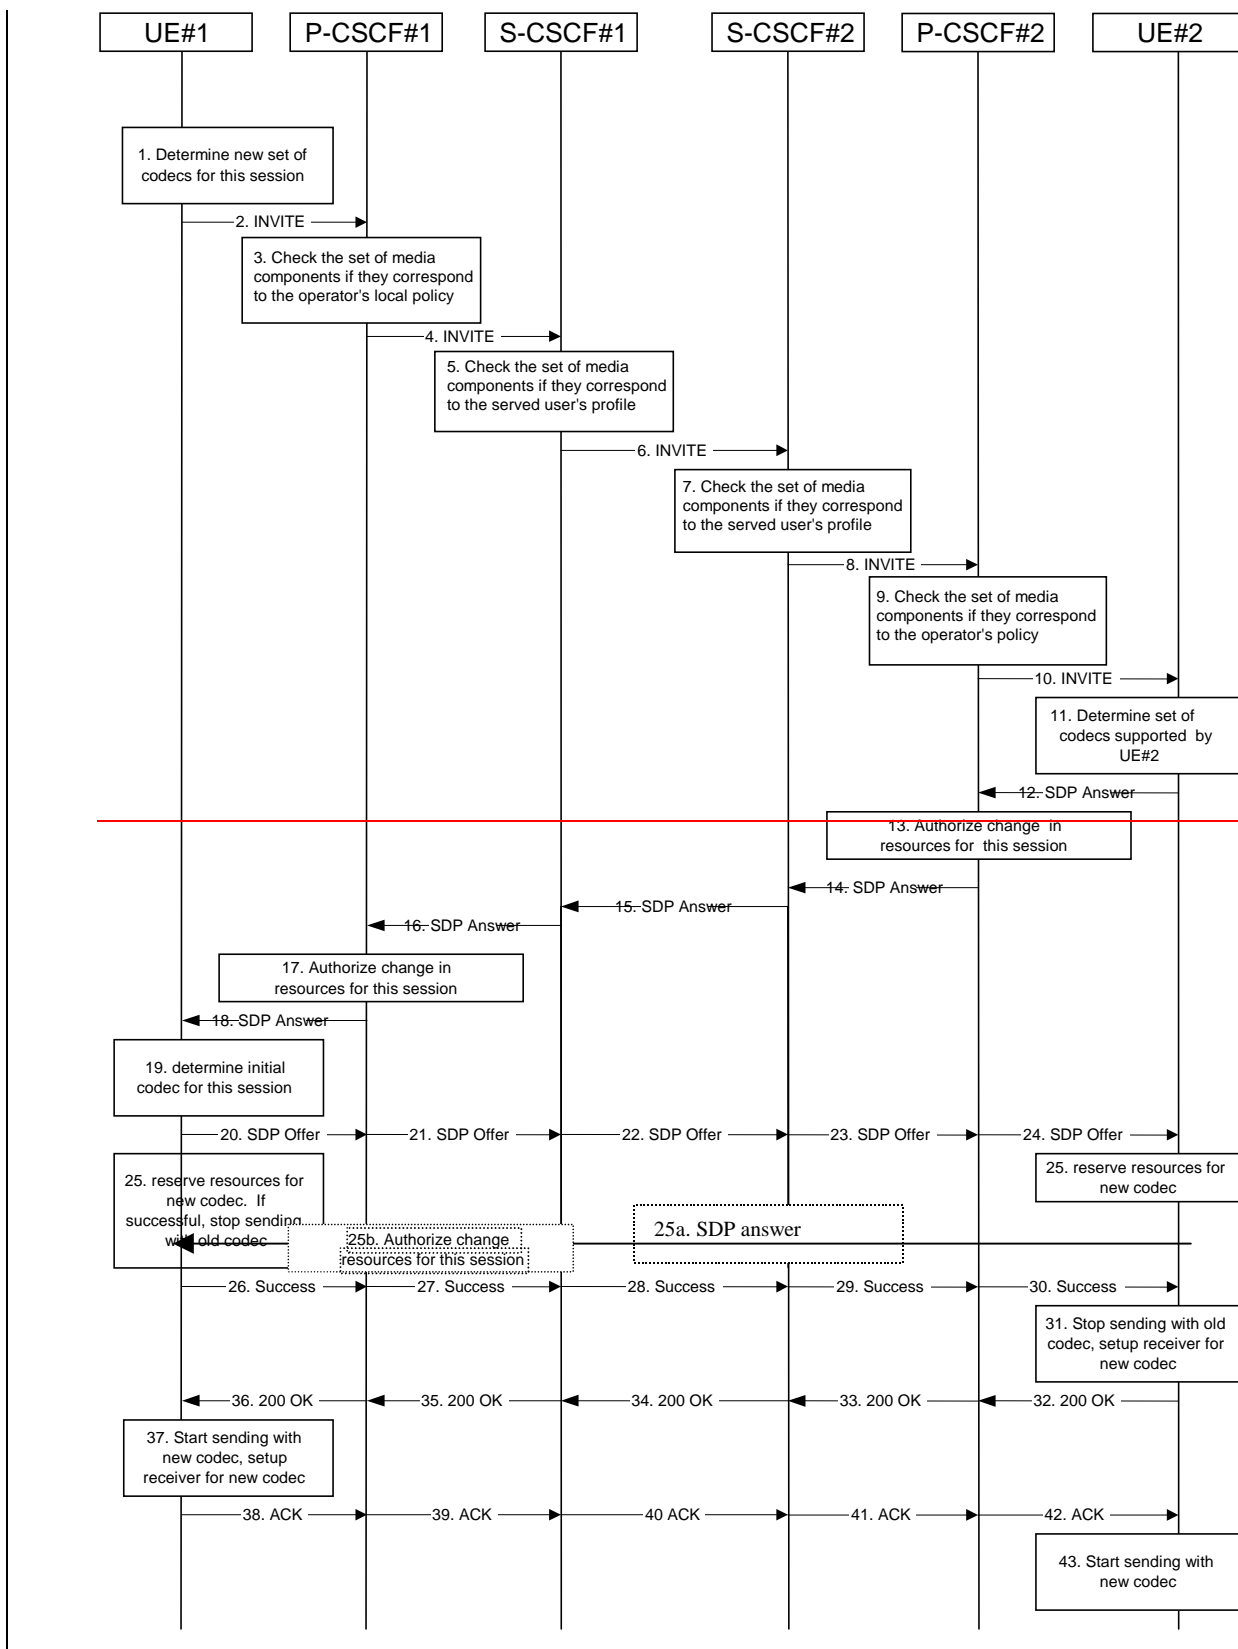 UE#1 P-CSCF#1 S-CSCF#1 S-CSCF#2 P-CSCF#2 UE#2
1. Determine new set of
codecs for this session
2. INVITE
3. Check the set of media
components if they correspond
to the operator's local policy
4. INVITE
5. Check the set of media
components if they correspond
to the served user's profile
6. INVITE
7. Check the set of media
components if they correspond
to the served user's profile
8. INVITE
9. Check the set of media
components if they correspond
to the operator's policy
10. INVITE
11. Determine set of
codecs supported by
UE#2
12. SDP Answer
13. Authorize change in
resources for this session
14. SDP Answer
15. SDP Answer
16. SDP Answer
17. Authorize change in
resources for this session
18. SDP Answer
19. determine initial
codec for this session
20. SDP Offer 21. SDP Offer 22. SDP Offer 23. SDP Offer 24. SDP Offer
25. reserve resources for
new codec. If
successful, stop sending
with old codec
25. reserve resources for
new codec
25a. SDP answer
25b. Authorize change
resources for this session
26. Success 27. Success 28. Success 29. Success 30. Success
31. Stop sending with old
codec, setup receiver for
new codec
36. 200 OK 35. 200 OK 34. 200 OK 33. 200 OK 32. 200 OK
37. Start sending with
new codec, setup
receiver for new codec
38. ACK 39. ACK 40 ACK 41. ACK 42. ACK
43. Start sending with
new codec